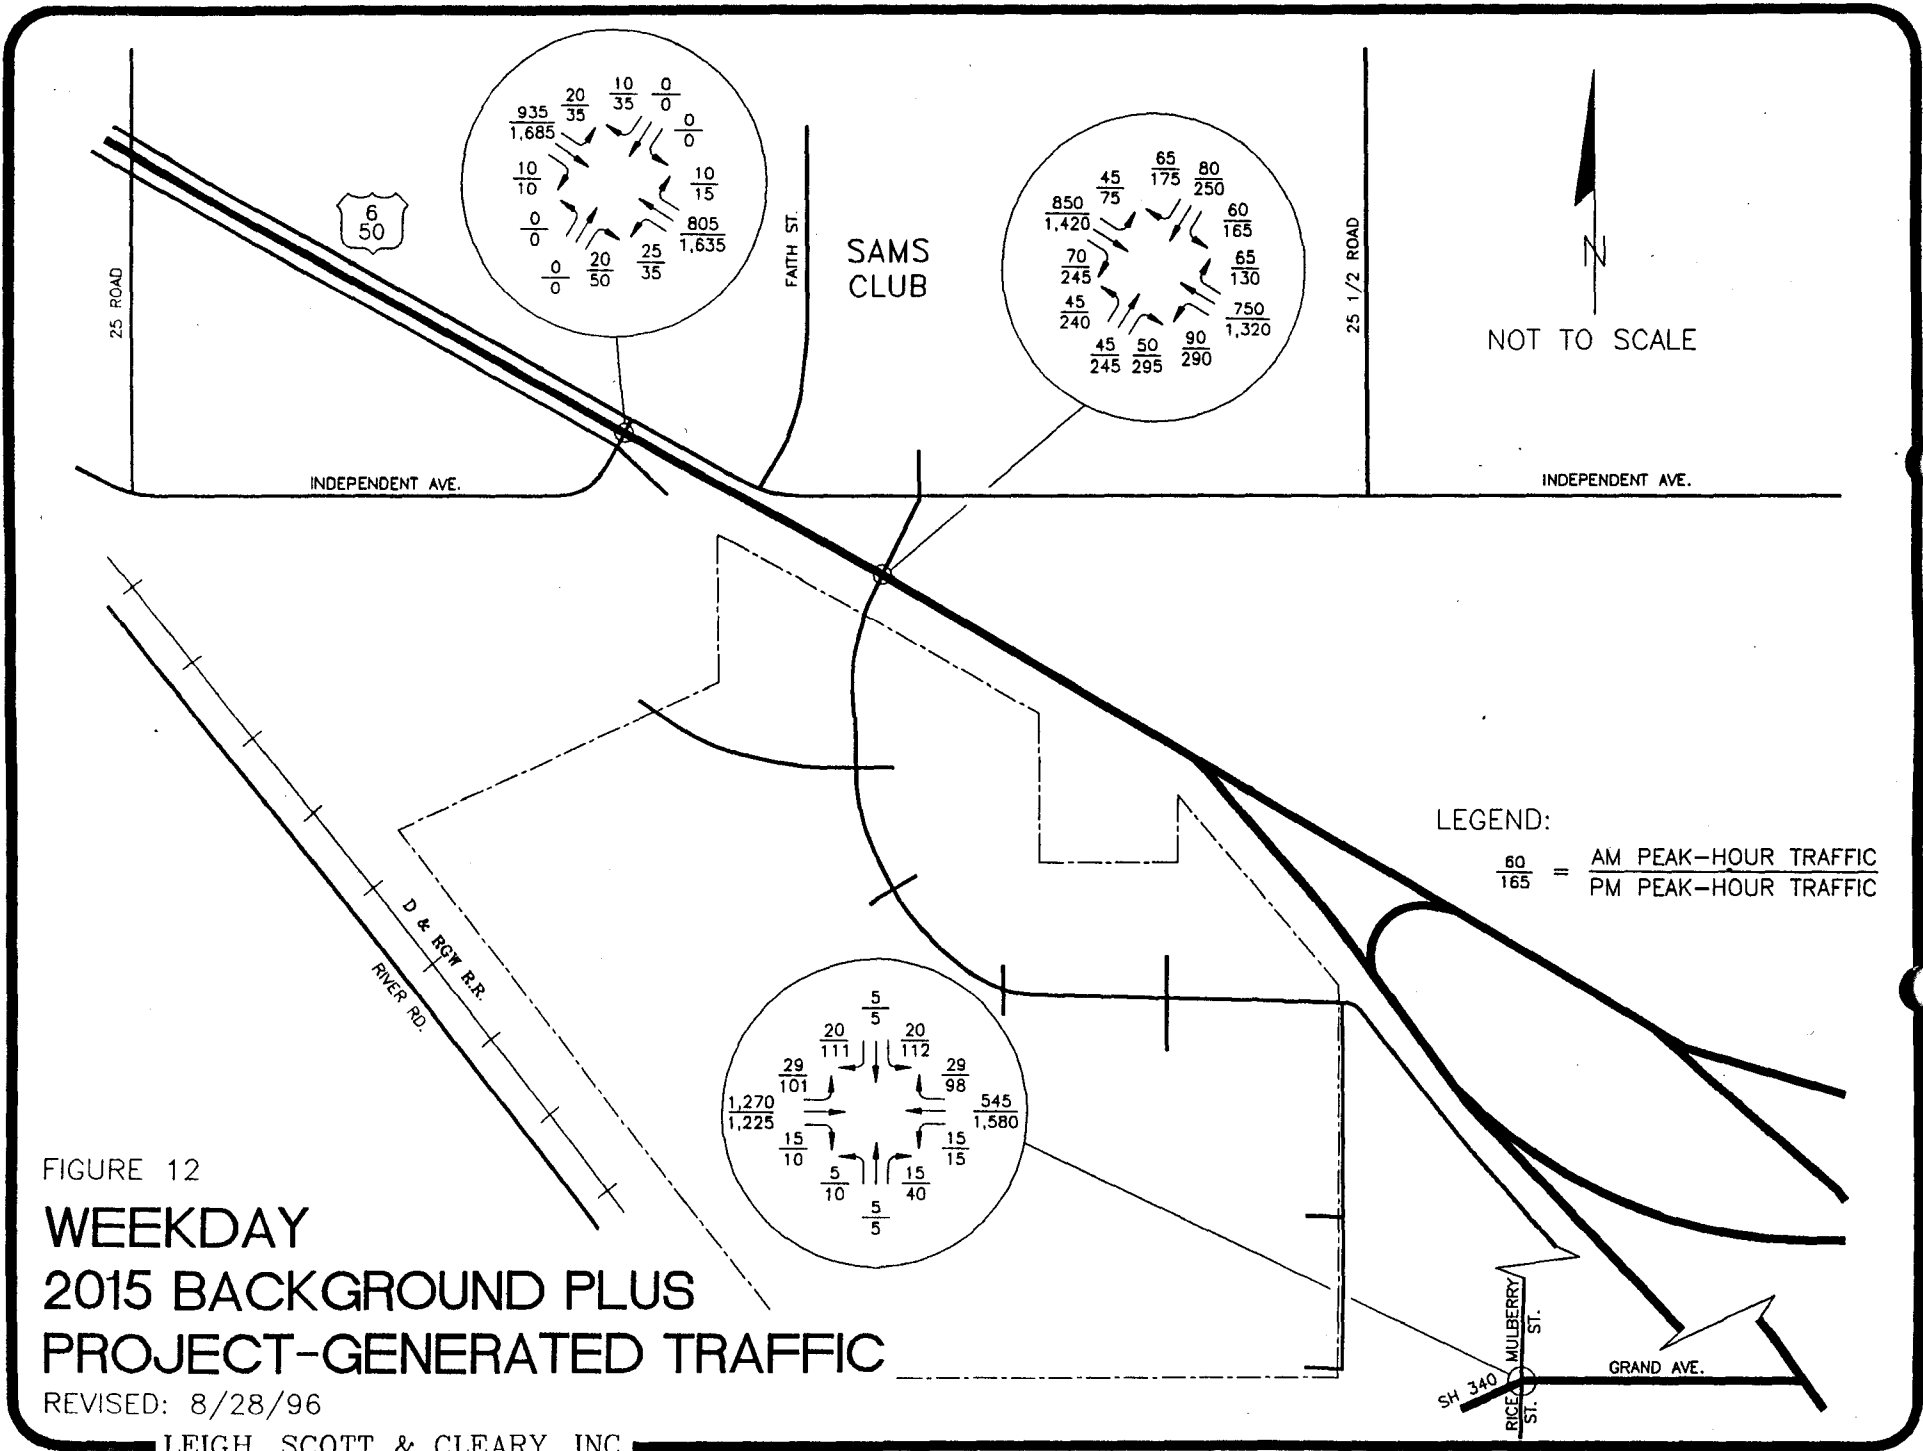 10
35
0
0
20
35
935
1,685
0
0
10
10
10
15
0
0
805
1,635
0
0
20
50
25
35
6
50
25 ROAD
FAITH ST.
SAMS
CLUB
65
175
80
250
45
75
850
1,420
60
165
70
245
65
130
45
240
750
1,320
45
245
50
295
90
290
25 1/2 ROAD
N
NOT TO SCALE
INDEPENDENT AVE.
INDEPENDENT AVE.
LEGEND:
60
165
=
AM PEAK-HOUR TRAFFIC
PM PEAK-HOUR TRAFFIC
D & RGW R.R.
RIVER RD.
5
5
20
111
20
112
29
101
29
98
1,270
1,225
545
1,580
15
10
15
15
5
10
15
40
5
5
MULBERRY
ST.
GRAND AVE.
SH 340
RICE
ST.
FIGURE 12
WEEKDAY
2015 BACKGROUND PLUS
PROJECT-GENERATED TRAFFIC
REVISED: 8/28/96
LEIGH, SCOTT & CLEARY, INC.